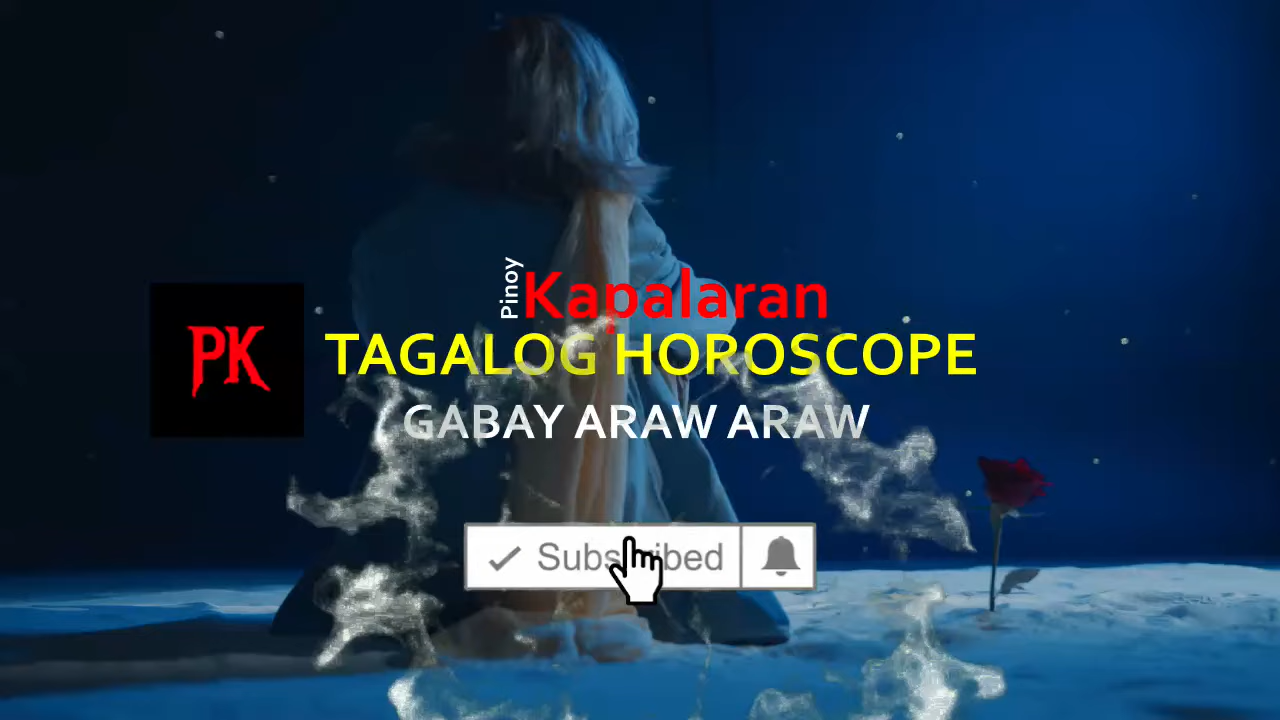 Pinoy
Kapalaran
PK
TAGALOG HOROSCOPE
GABAY ARAW ARAW
Subscribed